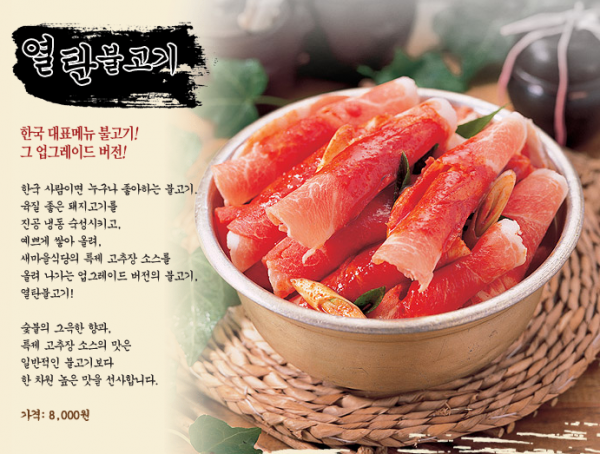 열탄불고기
한국 대표메뉴 불고기!
그 업그레이드 버전!
한국 사람이면 누구나 좋아하는 불고기,
육질 좋은 돼지고기를
진공 냉동 숙성시키고,
예쁘게 쌓아 올려,
새마을식당의 특제 고추장 소스를
올려 나가는 업그레이드 버전의 불고기,
열탄불고기!
숯불의 그윽한 향과,
특제 고추장 소스의 맛은
일반적인 불고기보다
한 차원 높은 맛을 선사합니다.
가격: 8,000원